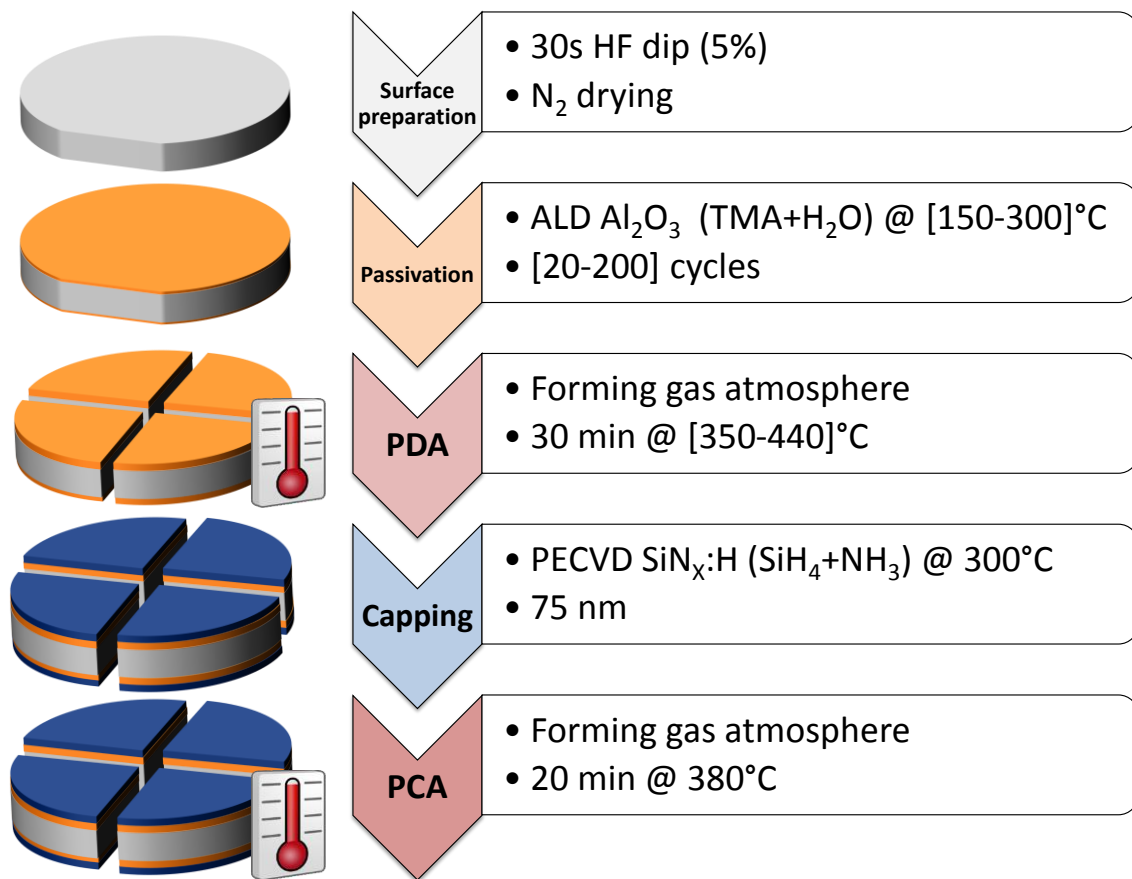 Surface
preparation
• 30s HF dip (5%)
• N₂ drying
Passivation
• ALD Al₂O₃ (TMA+H₂O) @ [150-300]°C
• [20-200] cycles
PDA
• Forming gas atmosphere
• 30 min @ [350-440]°C
Capping
• PECVD SiNₓ:H (SiH₄+NH₃) @ 300°C
• 75 nm
PCA
• Forming gas atmosphere
• 20 min @ 380°C